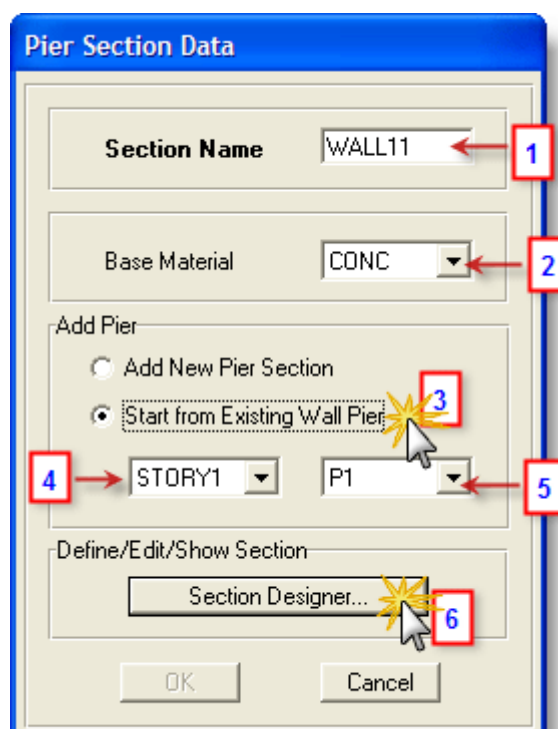 Pier Section Data
Section Name WALL11 1
Base Material CONC 2
Add Pier
Add New Pier Section
Start from Existing Wall Pier 3
4 STORY1 P1 5
Define/Edit/Show Section
Section Designer... 6
OK Cancel